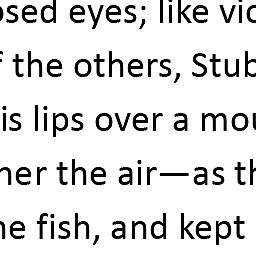 osed eyes; like vic
f the others, Stub
is lips over a mou
her the air—as th
ne fish, and kept